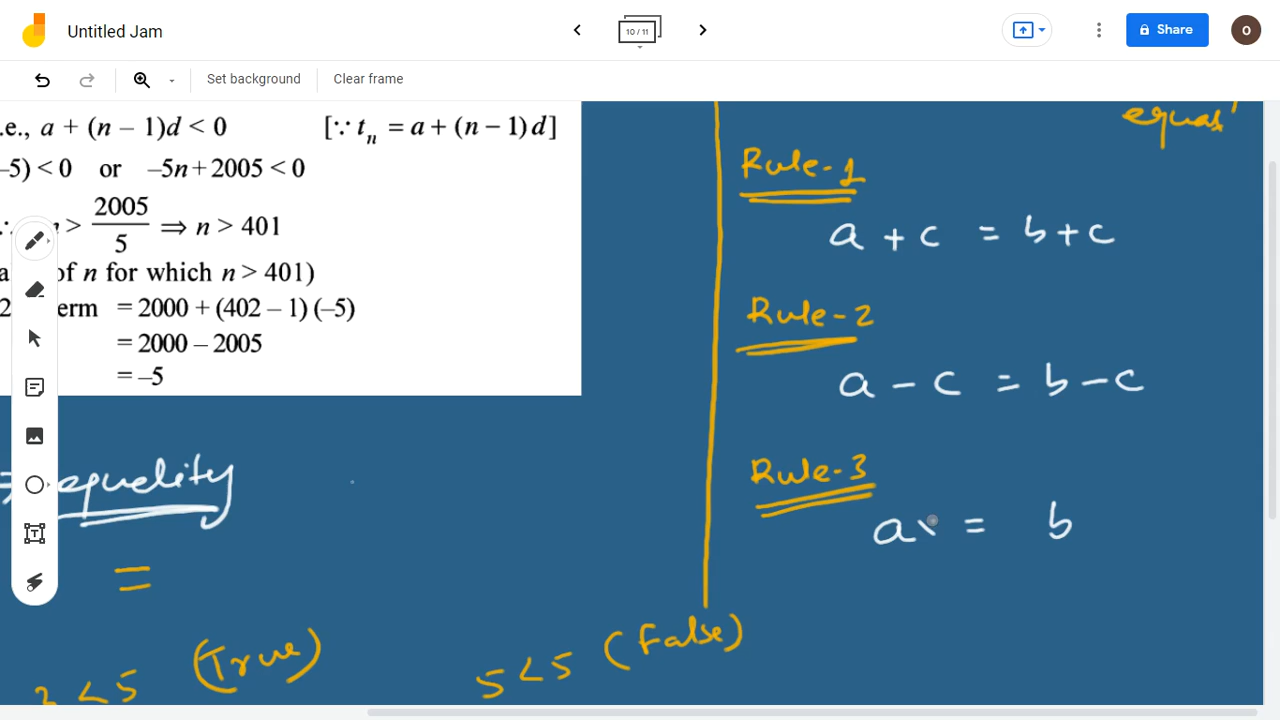 Untitled Jam
10 / 11
Share
O
Set background
Clear frame
.e., a + (n – 1)d < 0 [∵ tₙ = a + (n – 1) d]
–5) < 0 or –5n + 2005 < 0
> 2005/5 ⇒ n > 401
of n for which n > 401)
erm = 2000 + (402 – 1) (–5)
= 2000 – 2005
= –5
equality
=
3 < 5 (True)
5 < 5 (False)
Rule-1
a + c = b + c
Rule-2
a - c = b - c
Rule-3
a = b